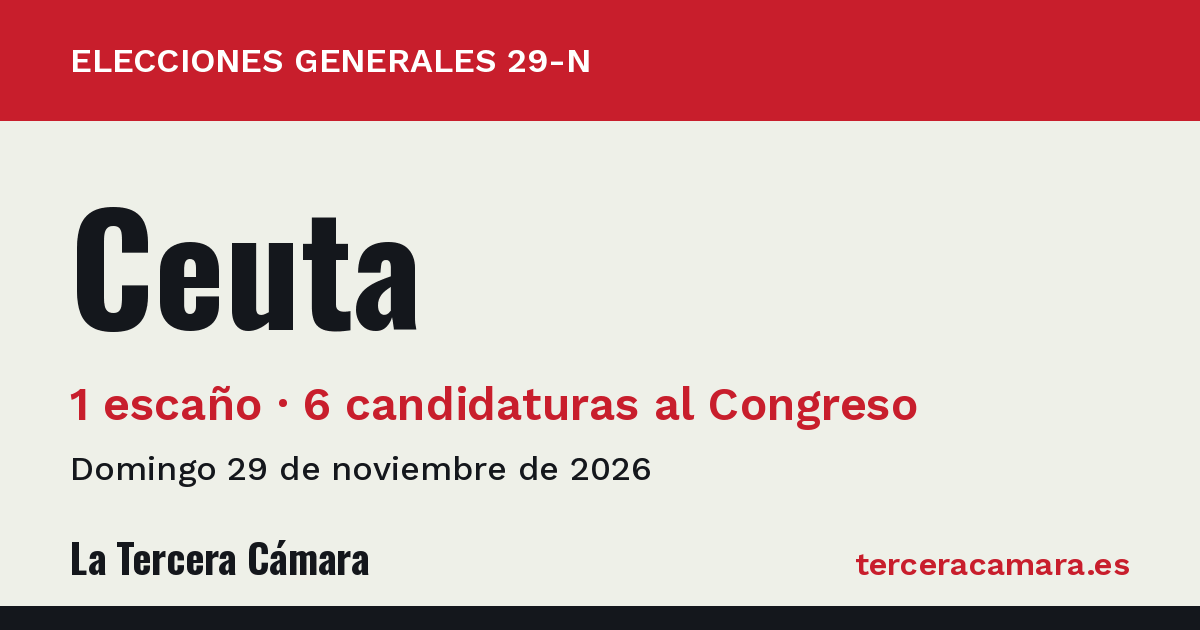 ELECCIONES GENERALES 29-N
Ceuta
1 escaño · 6 candidaturas al Congreso
Domingo 29 de noviembre de 2026
La Tercera Cámara
terceracamara.es